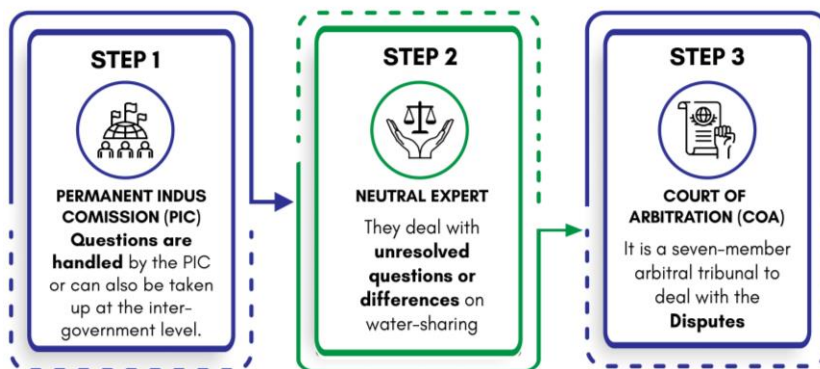 STEP 1
PERMANENT INDUS
COMISSION (PIC)
Questions are
handled by the PIC
or can also be taken
up at the inter-
government level.
STEP 2
NEUTRAL EXPERT
They deal with
unresolved
questions or
differences on
water-sharing
STEP 3
COURT OF
ARBITRATION (COA)
It is a seven-member
arbitral tribunal to
deal with the
Disputes